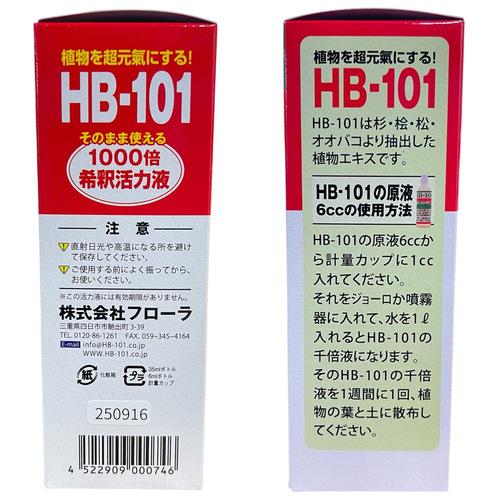 植物を超元氣にする!
HB-101
そのまま使える
1000倍
希釈活力液
注意
直射日光や高温になる所を避け
て保存してください。
ご使用する前によく振ってから、
お使いください。
※この活力液には有効期限がありません。
株式会社フローラ
三重県四日市市馳出町 3-39
TEL. 0120-86-1261 FAX. 059-345-4164
E-mail info@HB-101.co.jp
www.HB-101.co.jp
紙
化粧箱
プラ
35mlボトル
6mlボトル
計量カップ
250916
4 522909 000746
植物を超元氣にする!
HB-101
HB-101は杉・桧・松・
オオバコより抽出した
植物エキスです。
HB-101の原液
6ccの使用方法
HB-101
HB-101の原液6ccか
ら計量カップに1cc
入れてください。
それをジョーロか噴霧
器に入れて、水を1ℓ
入れるとHB-101の
千倍液になります。
そのHB-101の千倍
液を1週間に1回、植
物の葉と土に散布し
てください。